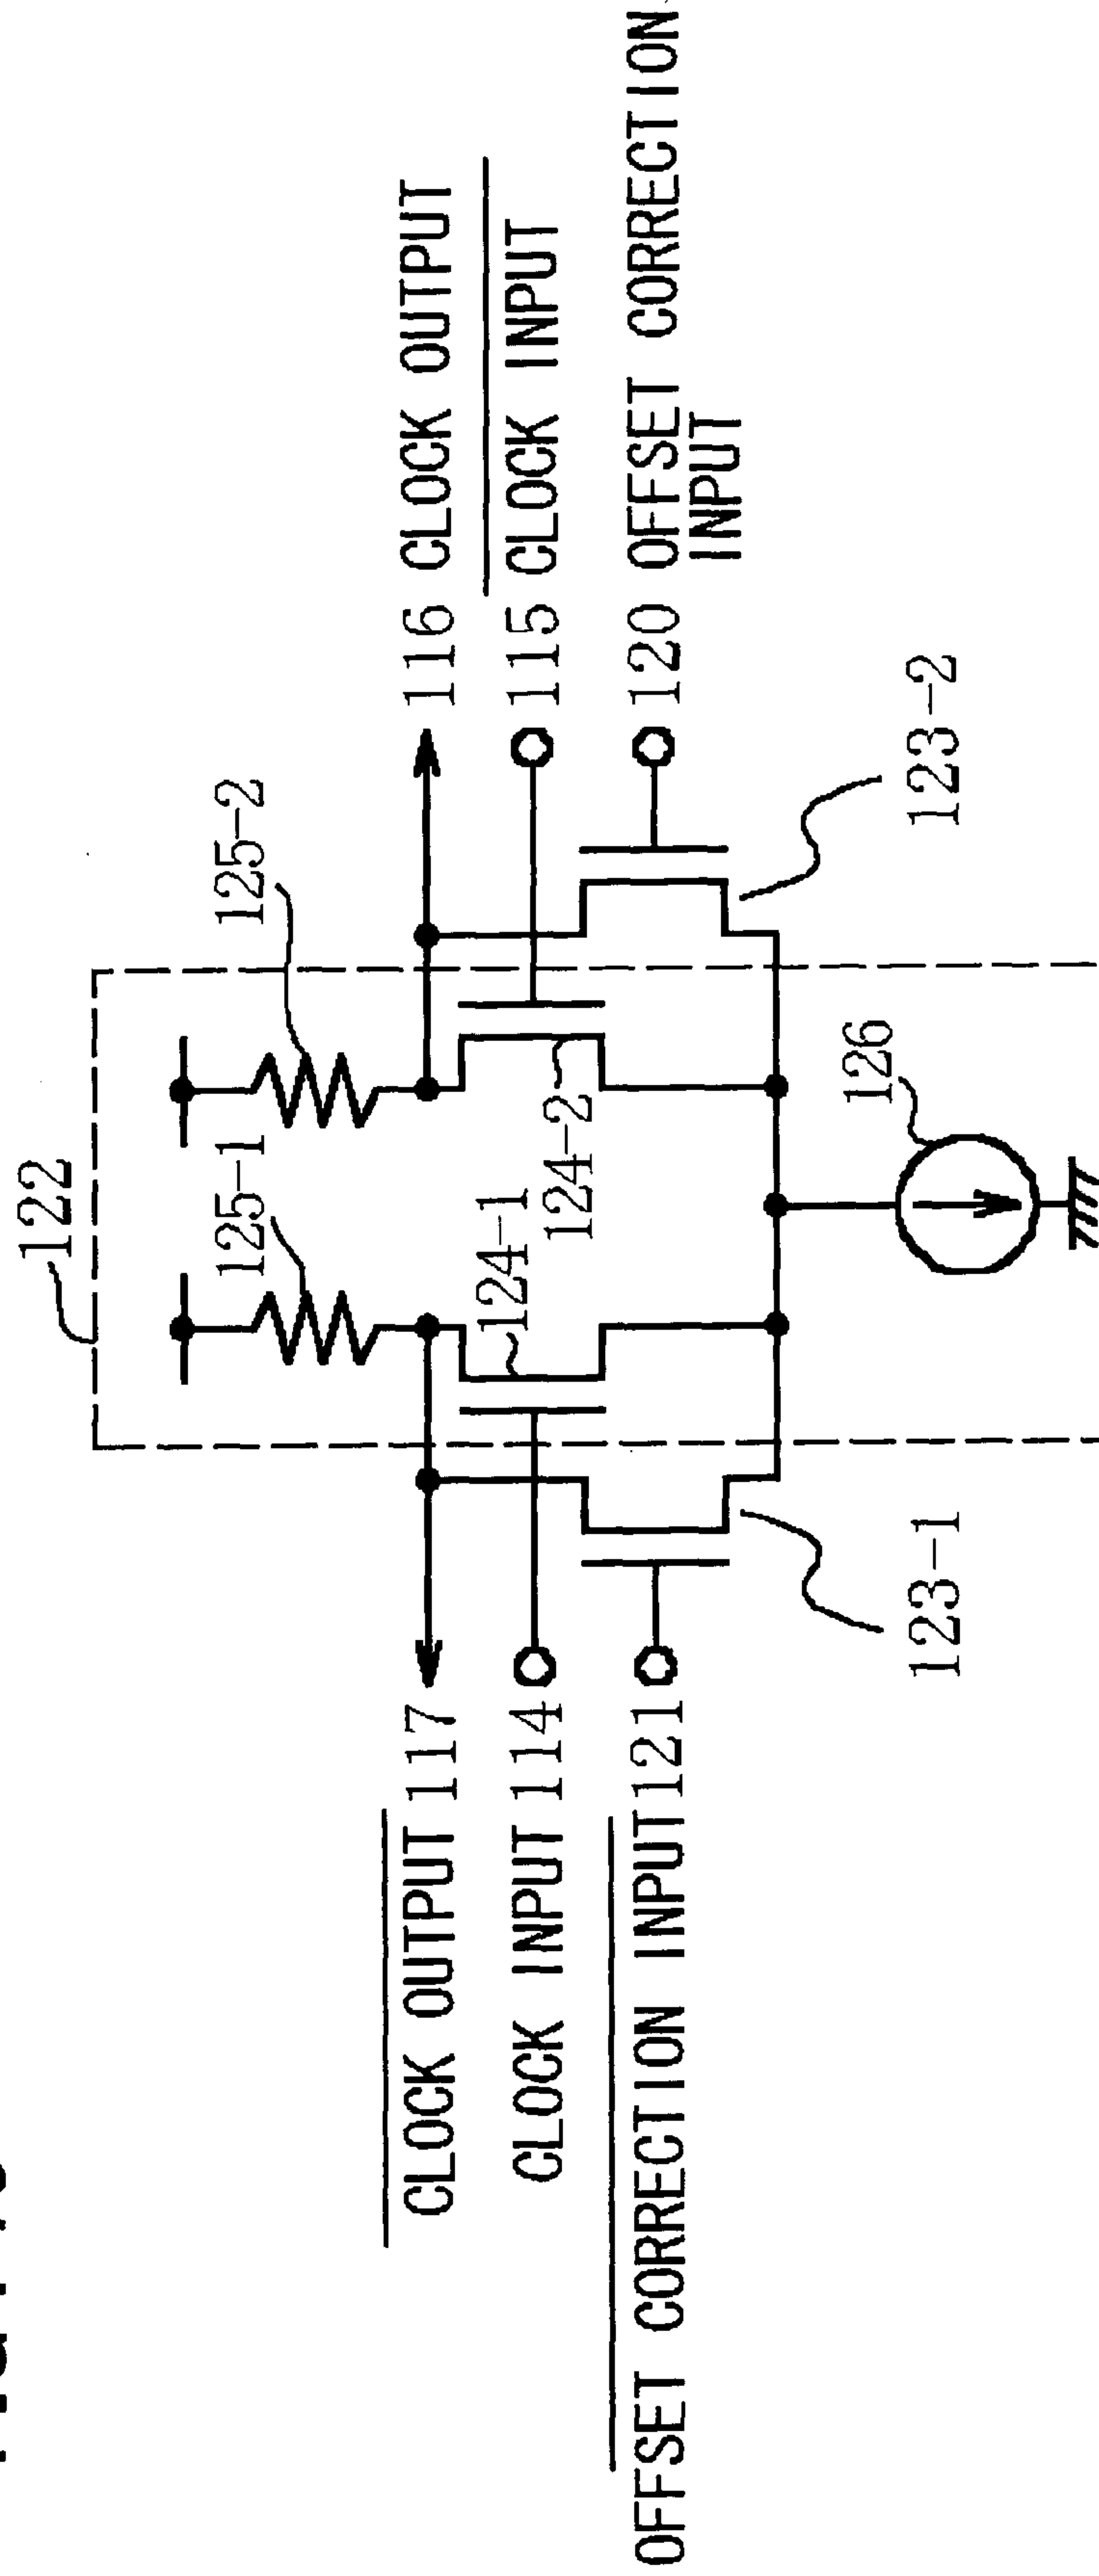 122
125-1
125-2
124-1
124-2
126
123-1
123-2
CLOCK OUTPUT 117
CLOCK INPUT 114
OFFSET CORRECTION INPUT 121
116 CLOCK OUTPUT
115 CLOCK INPUT
120 OFFSET CORRECTION
INPUT